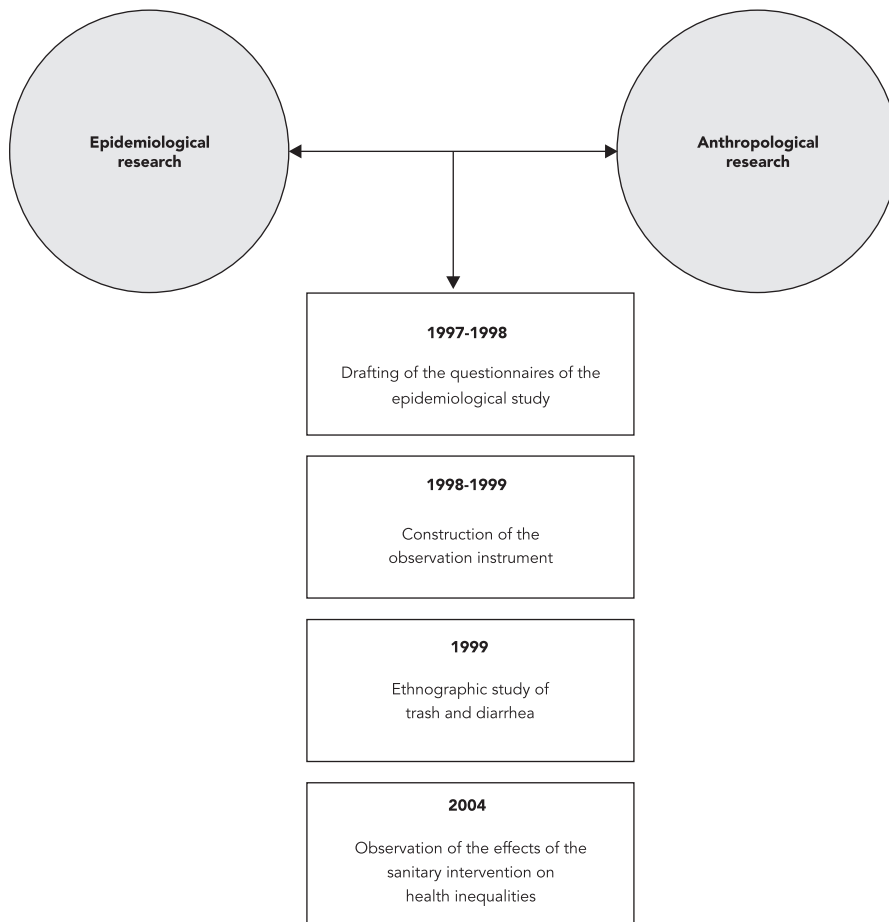 Epidemiological
research
Anthropological
research
1997-1998
Drafting of the questionnaires of the
epidemiological study
1998-1999
Construction of the
observation instrument
1999
Ethnographic study of
trash and diarrhea
2004
Observation of the effects of the
sanitary intervention on
health inequalities